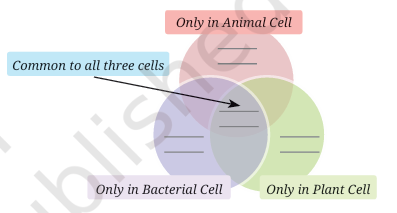 Only in Animal Cell
Common to all three cells
Only in Bacterial Cell
Only in Plant Cell